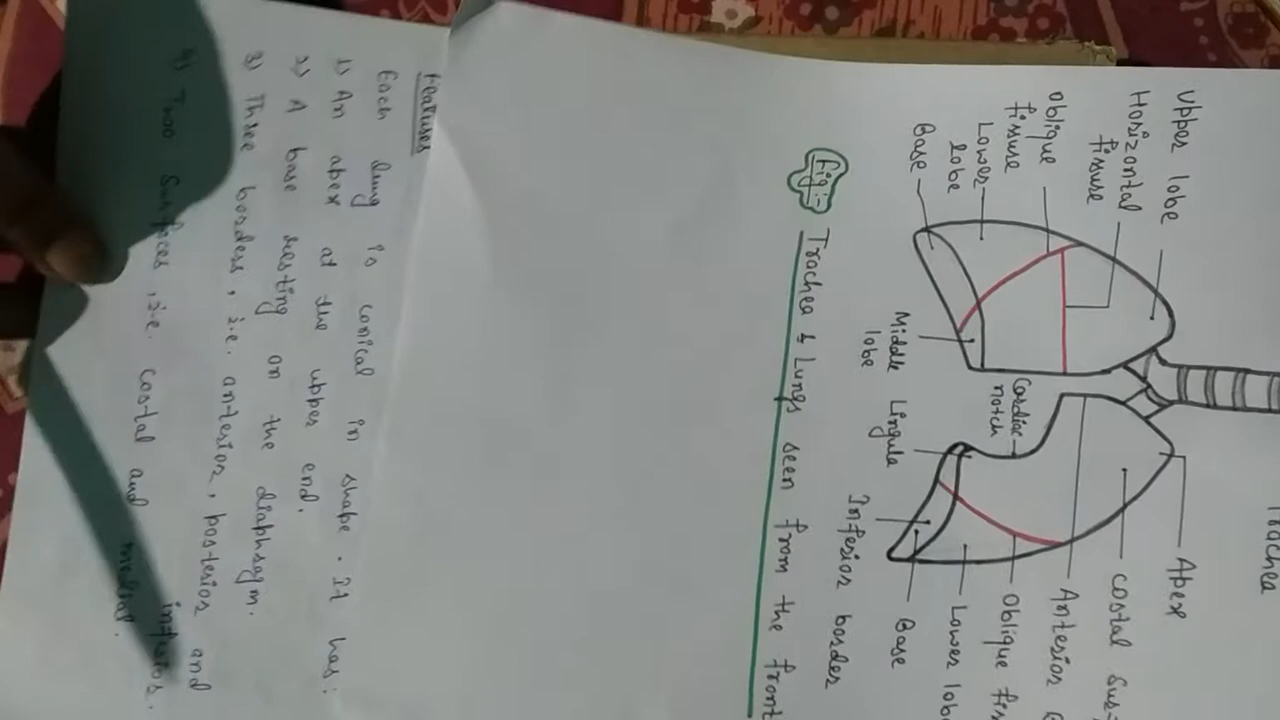 Trachea
Upper lobe
Horizontal
fissure
Oblique
fissure
Lower
lobe
Base
Apex
Costal Sur-
Anterior
Oblique fis
Lower lobe
Base
Cardiac
notch
Middle
lobe
Lingula
Inferior border
Fig:- Trachea & Lungs seen from the front
Features
Each lung is conical in shape. It has:
1) An apex at the upper end.
2) A base resting on the diaphragm.
3) Three borders, i.e. anterior, posterior and
inferior.
4) Two Surfaces, i.e. costal and medial.